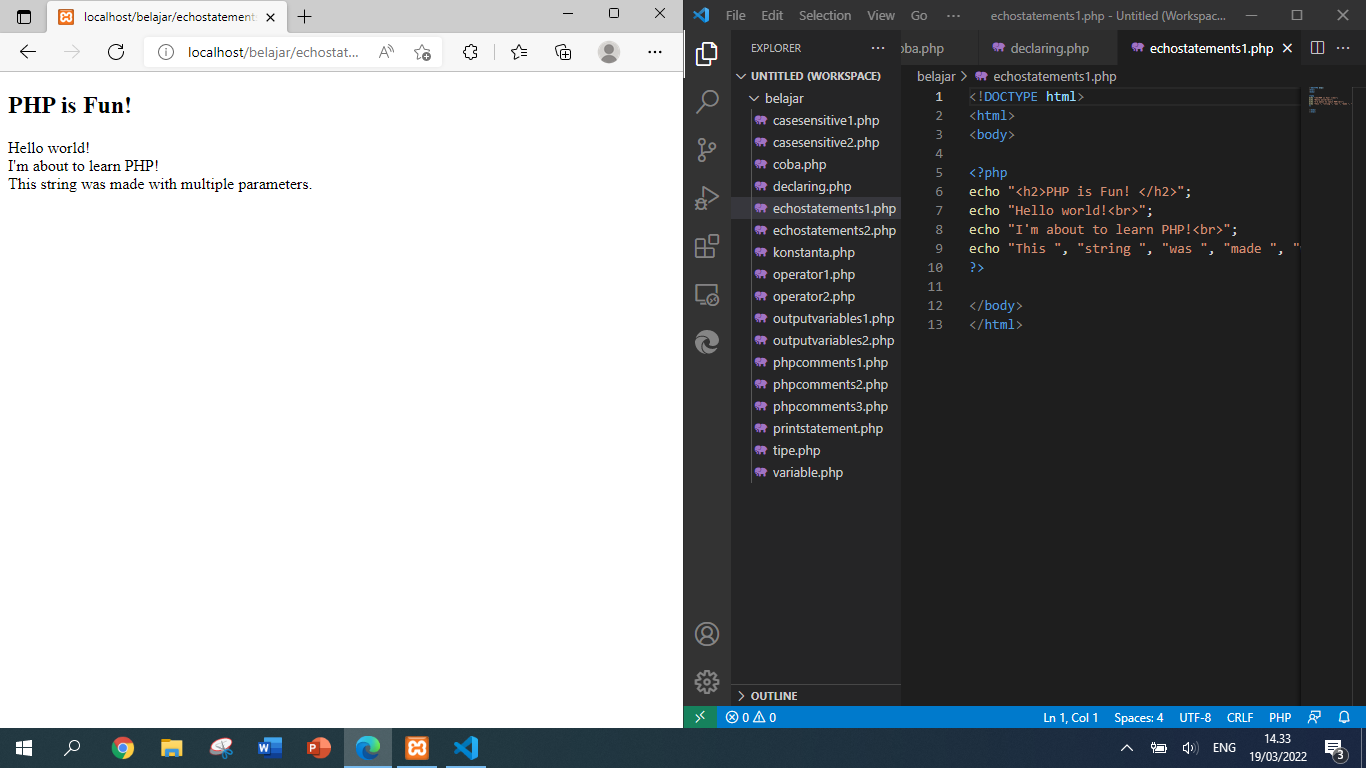 localhost/belajar/echostatement
localhost/belajar/echostat...
PHP is Fun!
Hello world!
I'm about to learn PHP!
This string was made with multiple parameters.
File Edit Selection View Go ... echostatements1.php - Untitled (Workspac...
EXPLORER ...
UNTITLED (WORKSPACE)
belajar
casesensitive1.php
casesensitive2.php
coba.php
declaring.php
echostatements1.php
echostatements2.php
konstanta.php
operator1.php
operator2.php
outputvariables1.php
outputvariables2.php
phpcomments1.php
phpcomments2.php
phpcomments3.php
printstatement.php
tipe.php
variable.php
OUTLINE
oba.php declaring.php echostatements1.php
belajar > echostatements1.php
1 <!DOCTYPE html>
2 <html>
3 <body>
4
5 <?php
6 echo "<h2>PHP is Fun! </h2>";
7 echo "Hello world!<br>";
8 echo "I'm about to learn PHP!<br>";
9 echo "This ", "string ", "was ", "made ", "
10 ?>
11
12 </body>
13 </html>
0 0 Ln 1, Col 1 Spaces: 4 UTF-8 CRLF PHP
ENG
14.33
19/03/2022
3